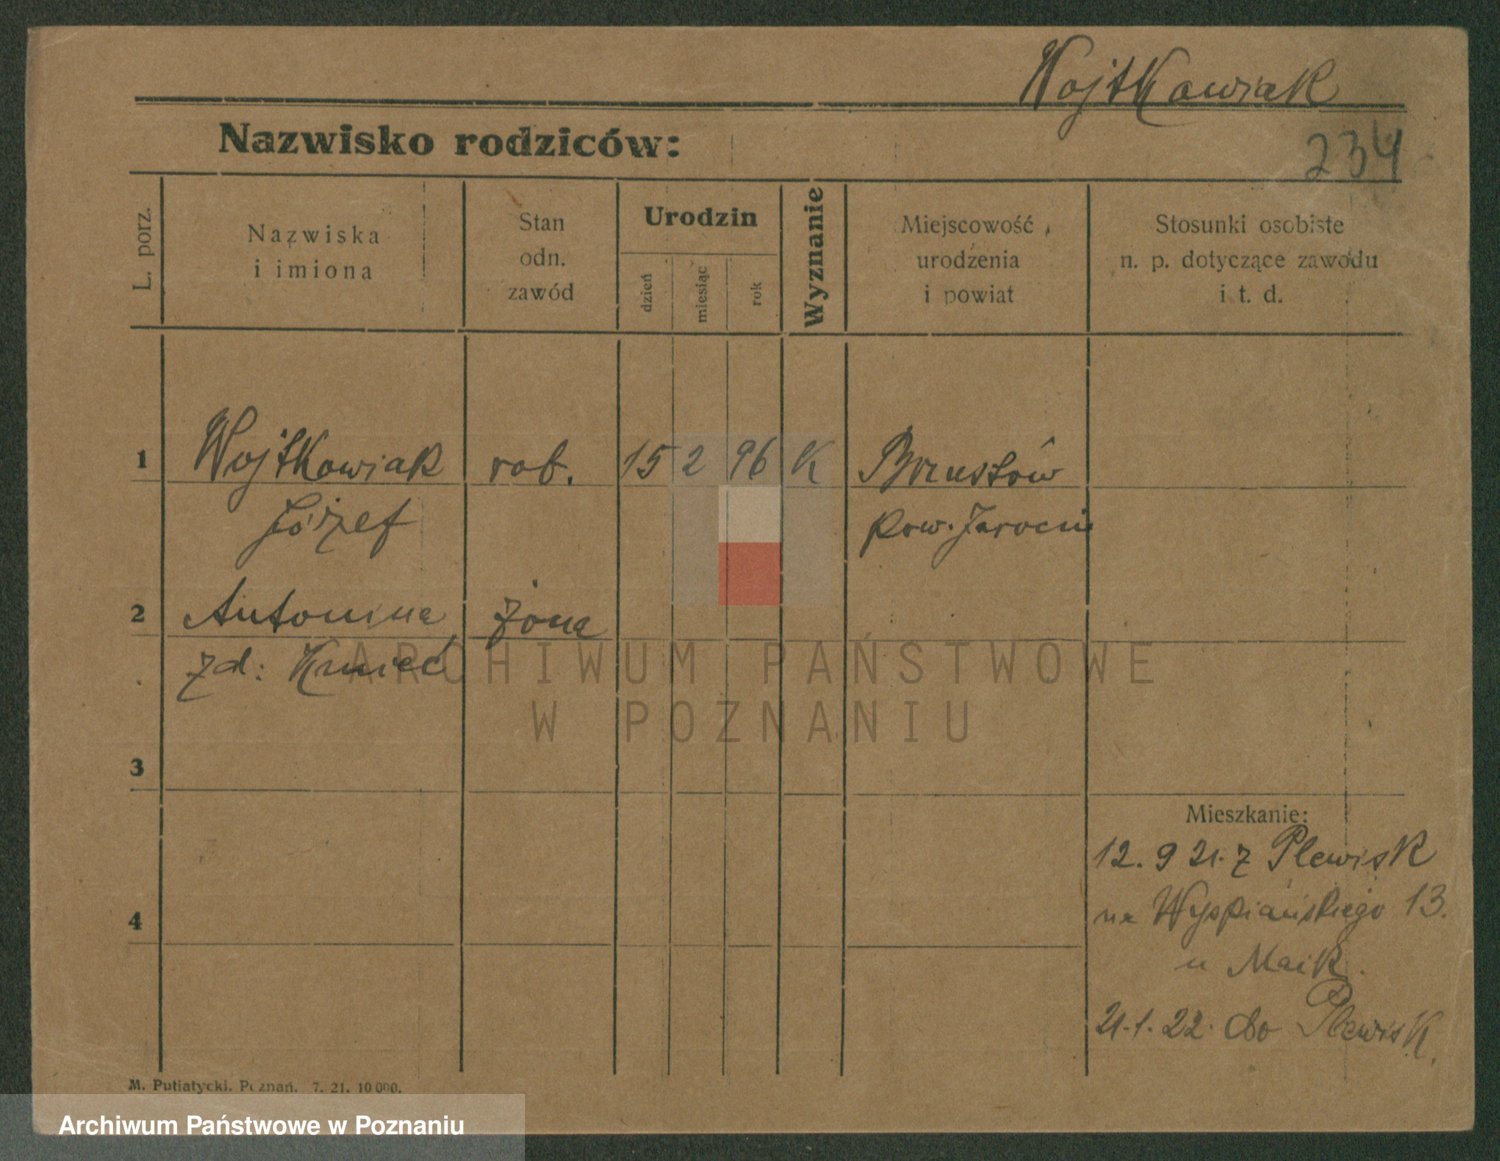 Wojtkowiak
Nazwisko rodziców:
234
L. porz.
Nazwiska
i imiona
Stan
odn.
zawód
Urodzin
dzień
miesiąc
rok
Wyznanie
Miejscowość
urodzenia
i powiat
Stosunki osobiste
n. p. dotyczące zawodu
i t. d.
1 Wojtkowiak rob. 15 2 96 K Brzustów
Józef pow. Jarocin
2 Antonina żona
zd: Kmieć
ARCHIWUM PAŃSTWOWE
W POZNANIU
3
Mieszkanie:
12. 9 21. z Plewisk
4
na Wyspiańskiego 13.
u Maik.
21.1.22. do Plewisk.
M. Putiatycki. Poznań. 7. 21. 10 000.
Archiwum Państwowe w Poznaniu